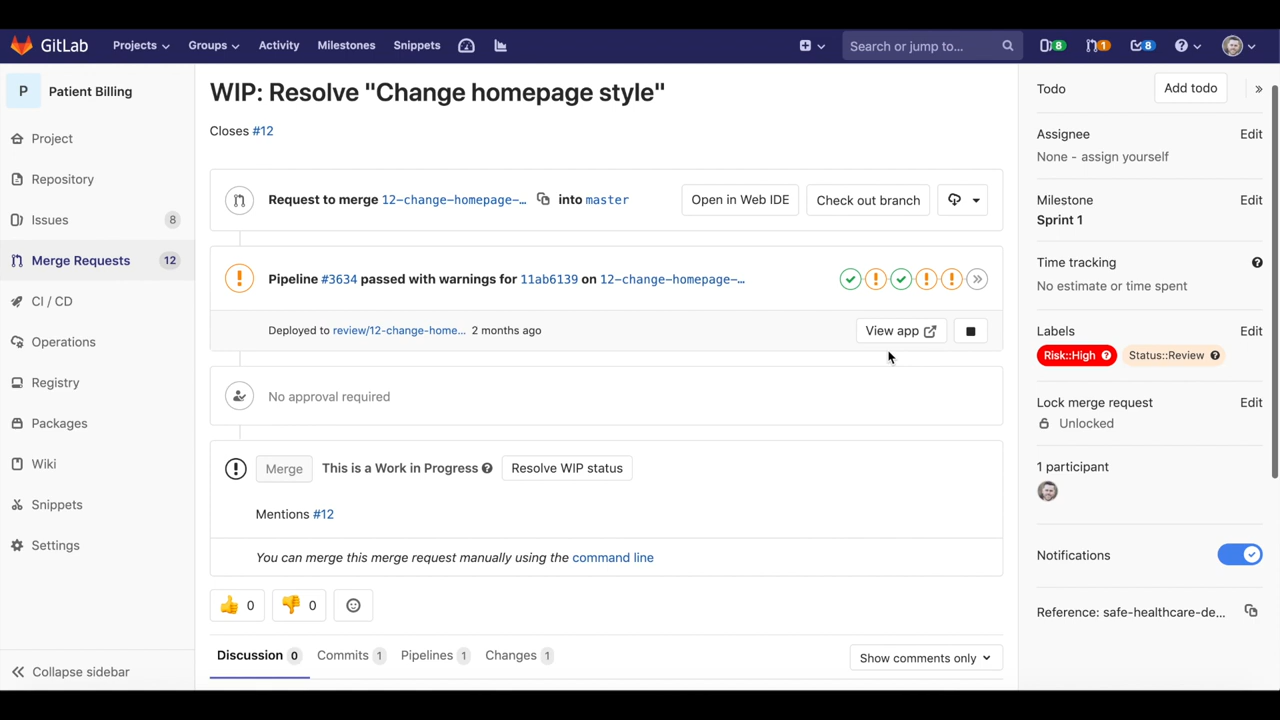 GitLab Projects Groups Activity Milestones Snippets Search or jump to... 8 1 8
P Patient Billing
Project
Repository
Issues 8
Merge Requests 12
CI / CD
Operations
Registry
Packages
Wiki
Snippets
Settings
Collapse sidebar
WIP: Resolve "Change homepage style"
Closes #12
Request to merge 12-change-homepage-… into master Open in Web IDE Check out branch
Pipeline #3634 passed with warnings for 11ab6139 on 12-change-homepage-…
Deployed to review/12-change-home... 2 months ago View app
No approval required
Merge This is a Work in Progress Resolve WIP status
Mentions #12
You can merge this merge request manually using the command line
0 0
Discussion 0 Commits 1 Pipelines 1 Changes 1 Show comments only
Todo Add todo
Assignee Edit
None - assign yourself
Milestone Edit
Sprint 1
Time tracking
No estimate or time spent
Labels Edit
Risk::High Status::Review
Lock merge request Edit
Unlocked
1 participant
Notifications
Reference: safe-healthcare-de...